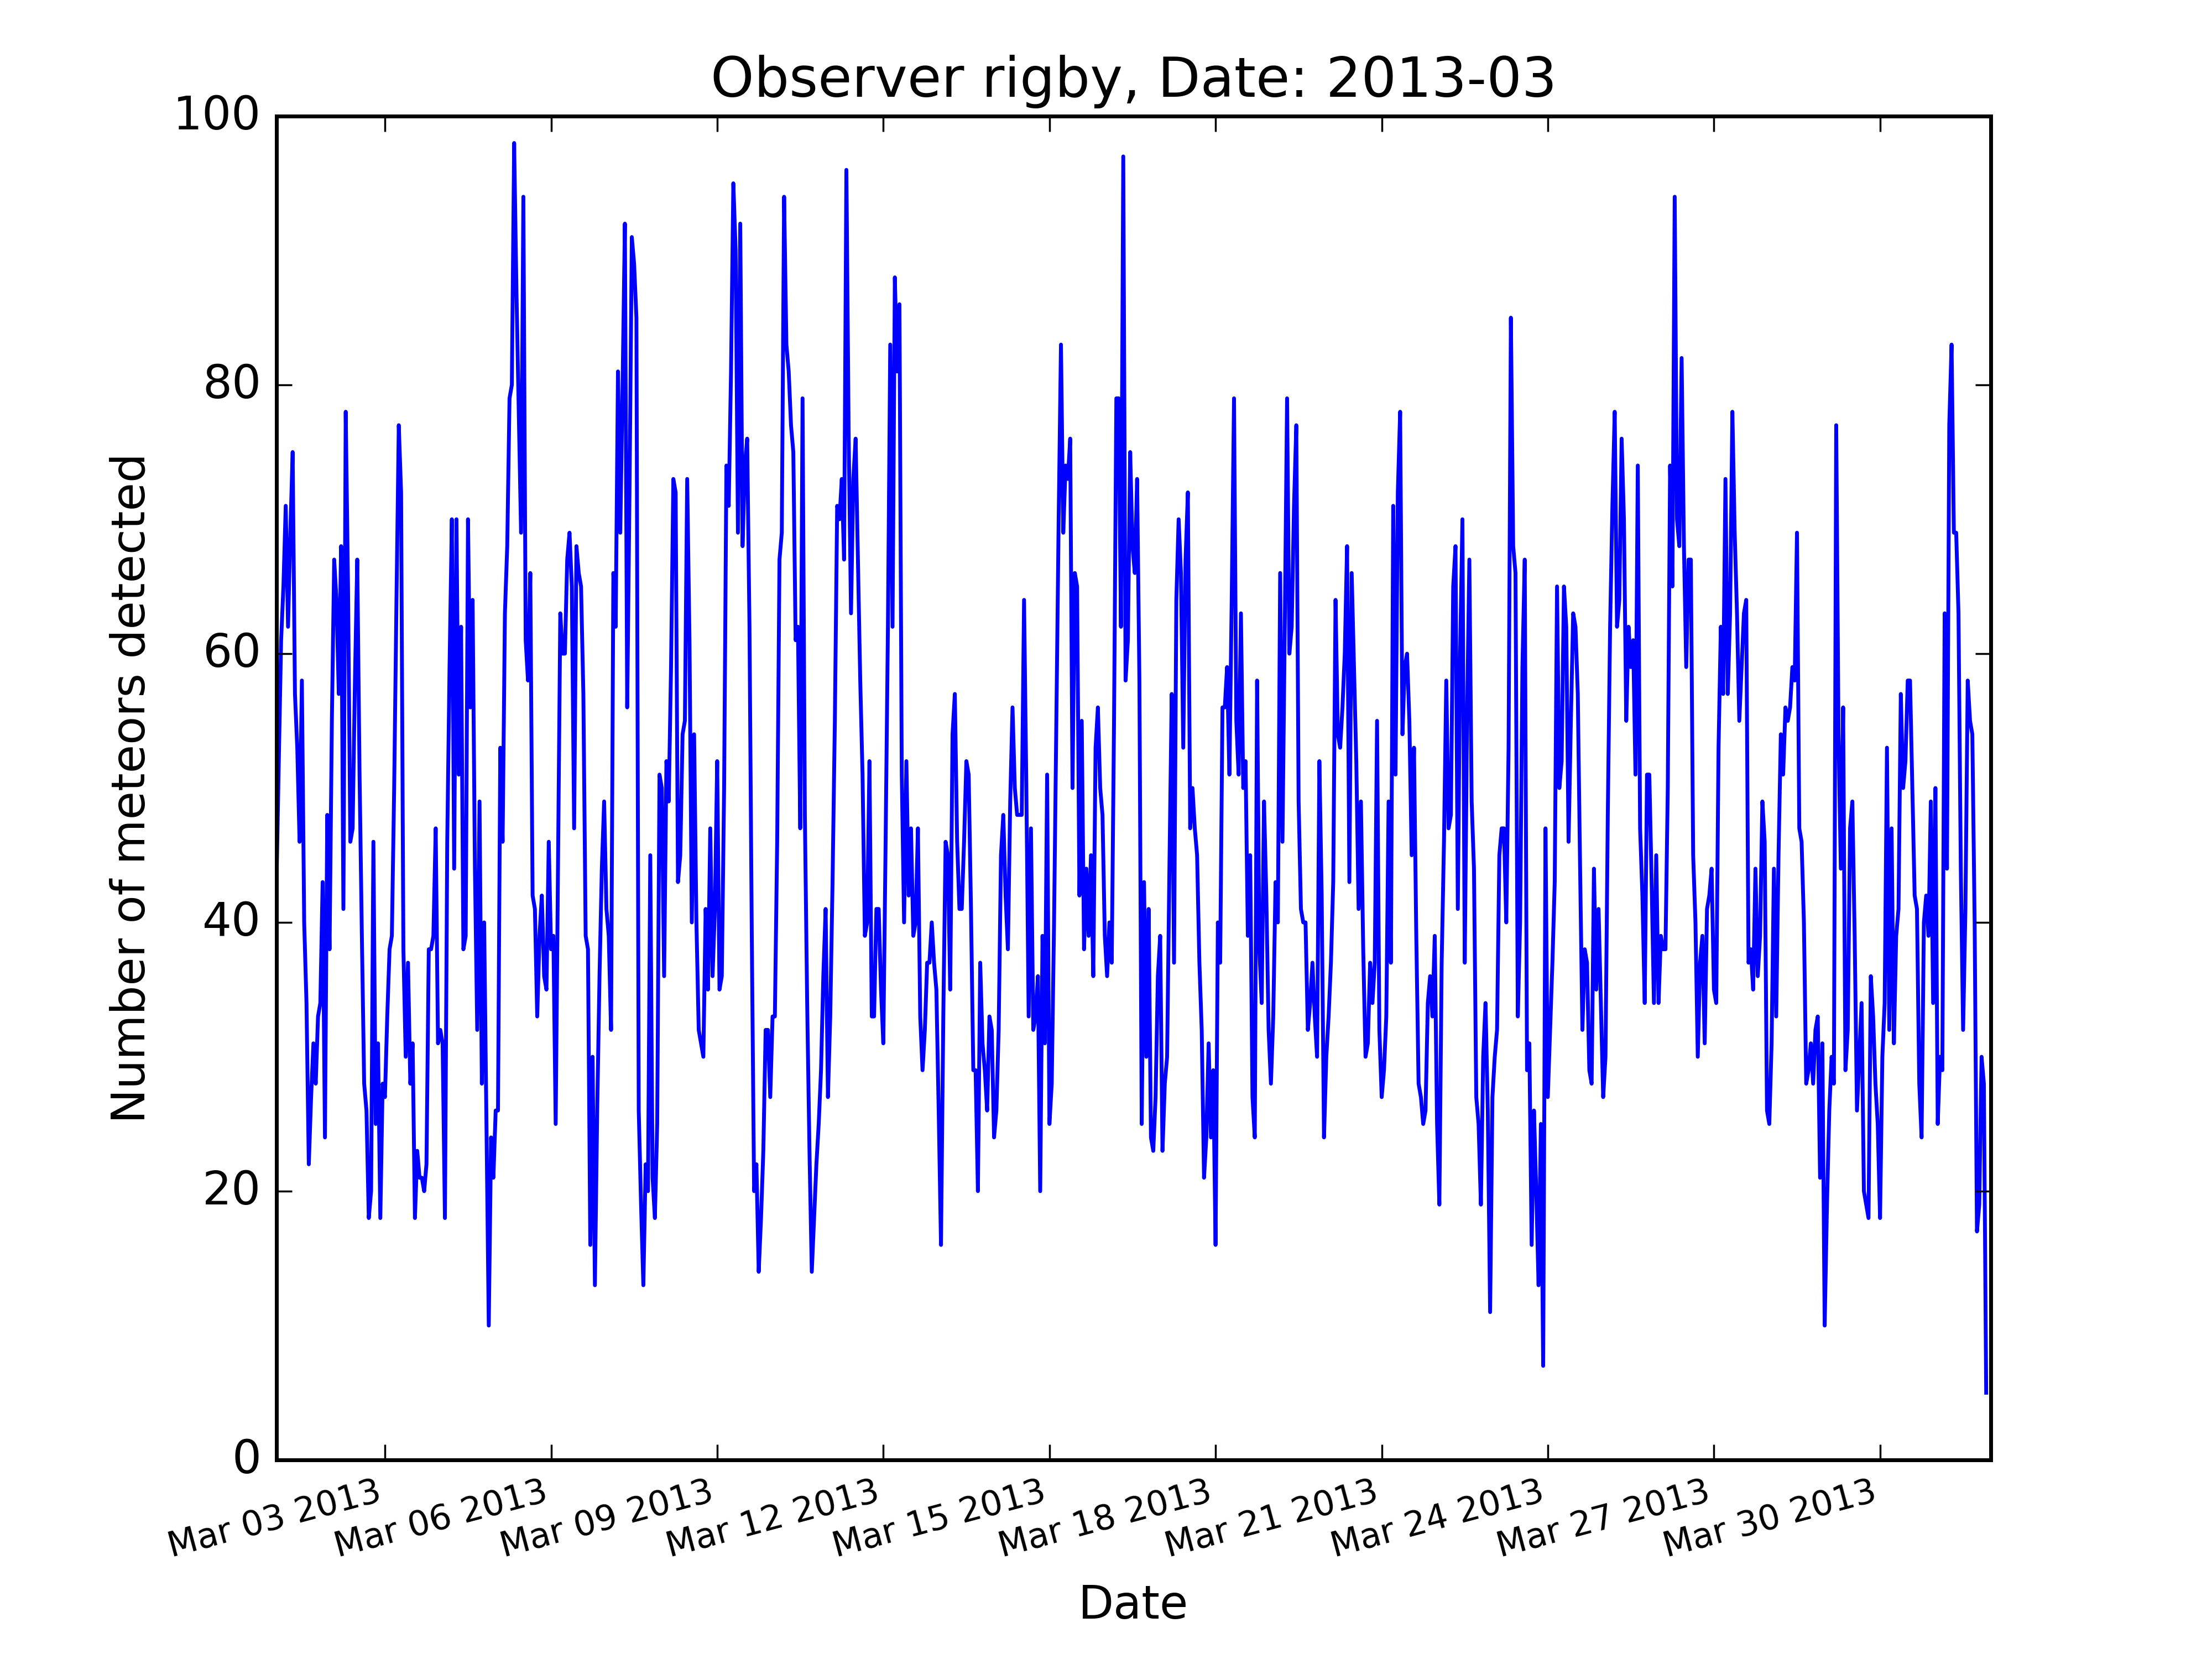 Observer rigby, Date: 2013-03
Number of meteors detected
100
80
60
40
20
0
Mar 03 2013
Mar 06 2013
Mar 09 2013
Mar 12 2013
Mar 15 2013
Mar 18 2013
Mar 21 2013
Mar 24 2013
Mar 27 2013
Mar 30 2013
Date